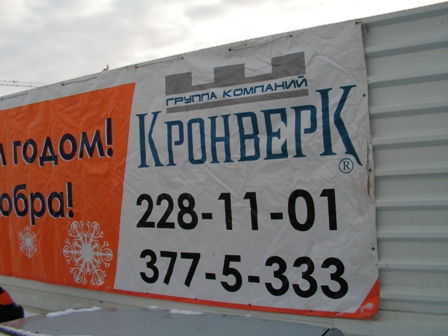 ГРУППА КОМПАНИЙ
КРОНВЕРК®
годом!
обра!
228-11-01
377-5-333